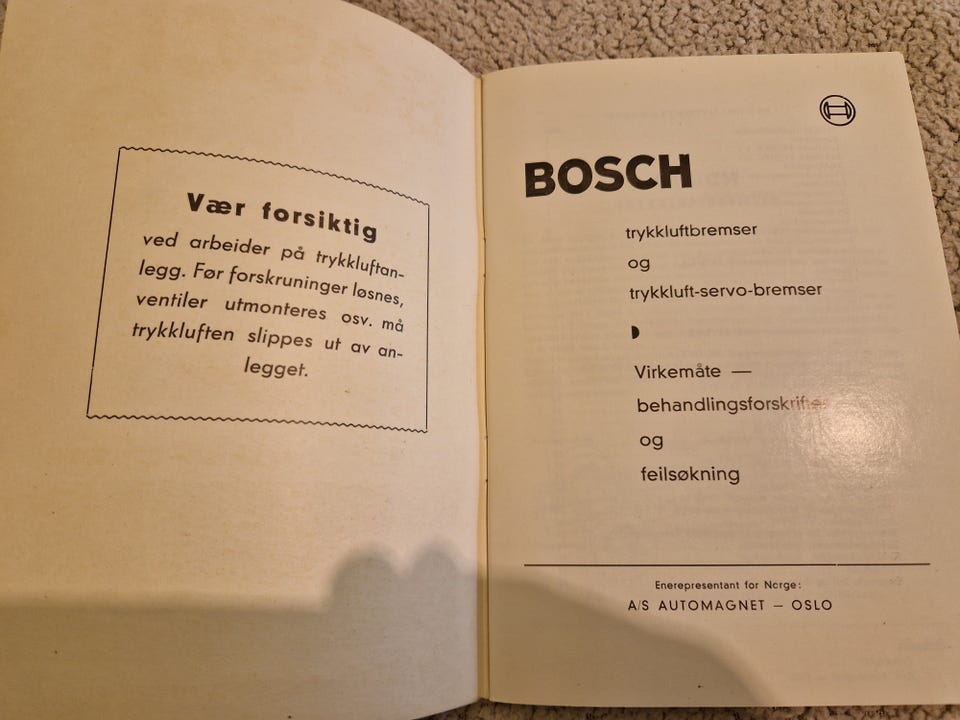 Vær forsiktig
ved arbeider på trykkluftan-
legg. Før forskruninger løsnes,
ventiler utmonteres osv. må
trykkluften slippes ut av an-
legget.
BOSCH
trykkluftbremser
og
trykkluft-servo-bremser
Virkemåte —
behandlingsforskrifter
og
feilsøkning
Enerepresentant for Norge:
A/S AUTOMAGNET — OSLO